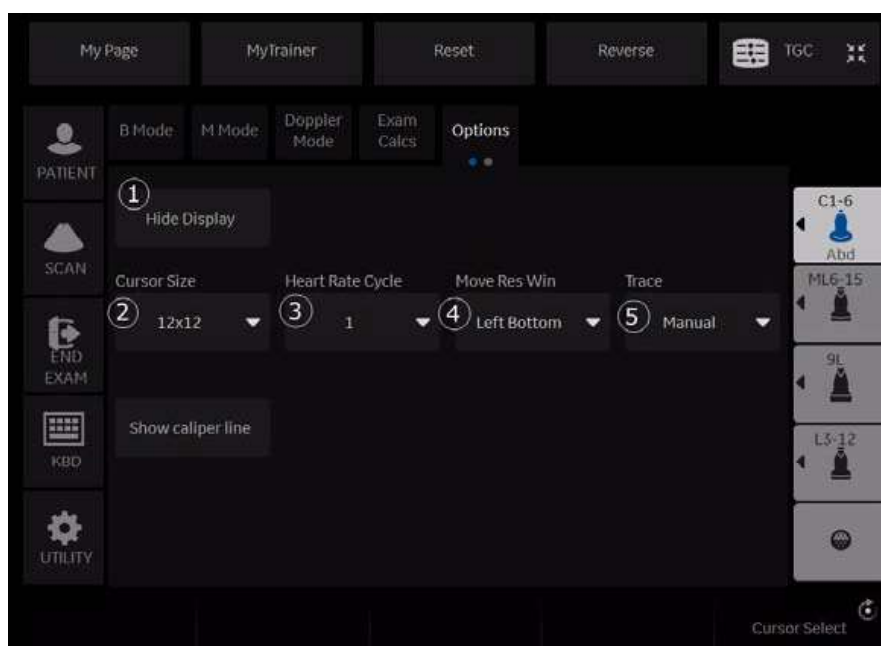 My Page
MyTrainer
Reset
Reverse
TGC
PATIENT
SCAN
END
EXAM
KBD
UTILITY
B Mode
M Mode
Doppler
Mode
Exam
Calcs
Options
1
Hide Display
Cursor Size
Heart Rate Cycle
Move Res Win
Trace
2 12x12
3 1
4 Left Bottom
5 Manual
Show caliper line
C1-6
Abd
ML6-15
9L
L3-12
Cursor Select